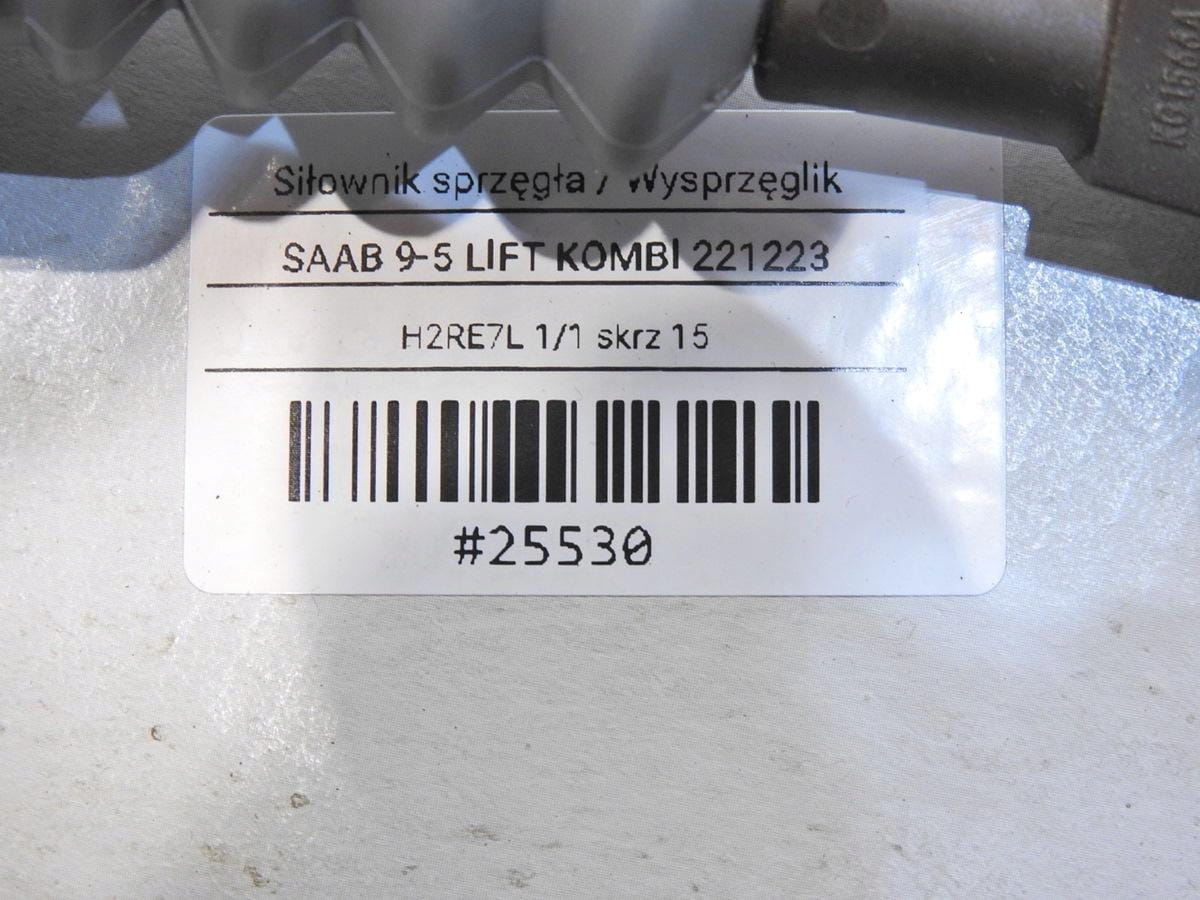 Siłownik sprzęgła / Wysprzęglik
SAAB 9-5 LIFT KOMBI 221223
H2RE7L 1/1 skrz 15
#25530